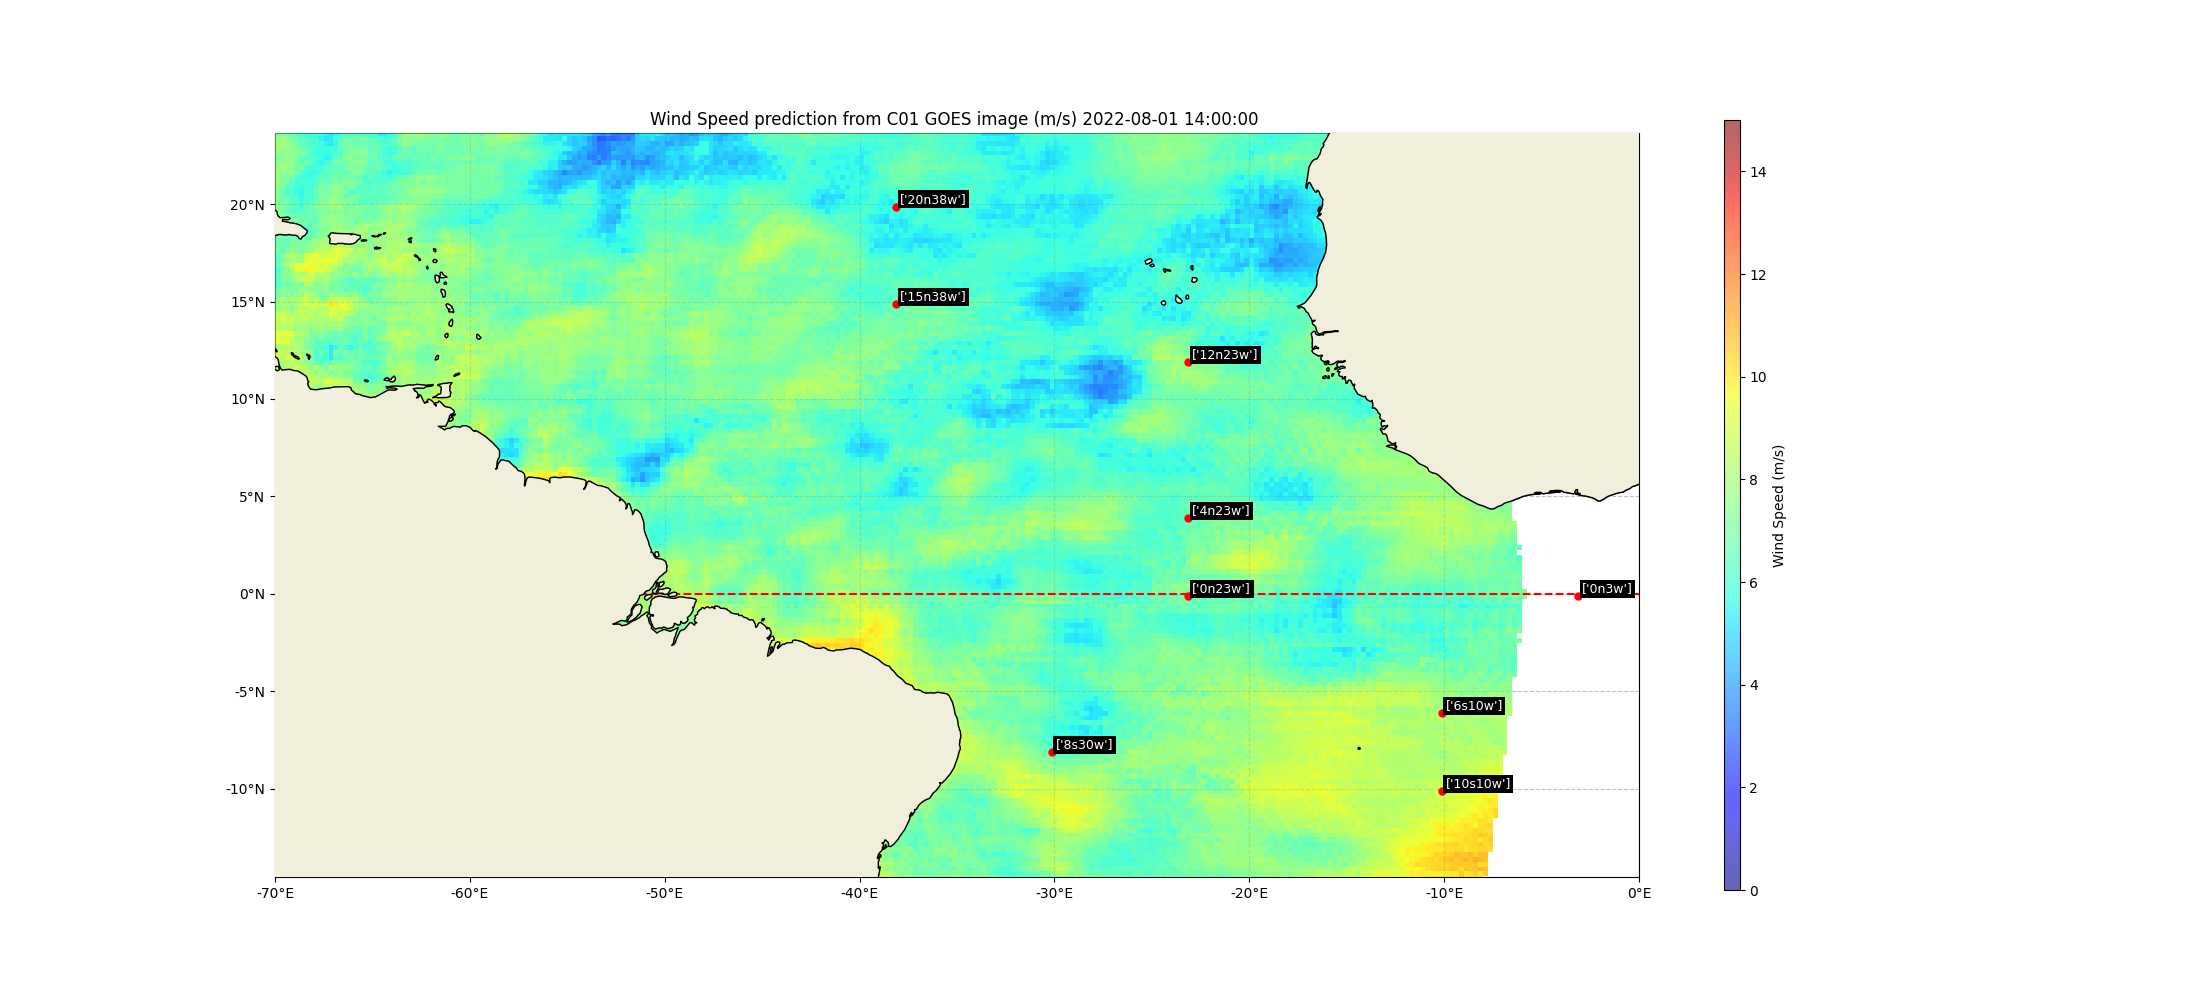 Wind Speed prediction from C01 GOES image (m/s) 2022-08-01 14:00:00
20°N
15°N
10°N
5°N
0°N
-5°N
-10°N
-70°E
-60°E
-50°E
-40°E
-30°E
-20°E
-10°E
0°E
['20n38w']
['15n38w']
['12n23w']
['4n23w']
['0n23w']
['0n3w']
['6s10w']
['8s30w']
['10s10w']
14
12
10
8
6
4
2
0
Wind Speed (m/s)